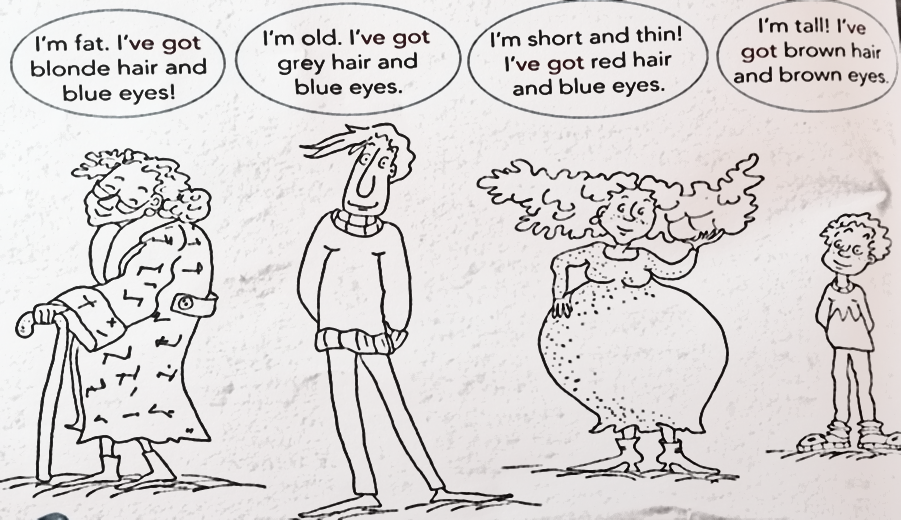 I'm fat. I've got
blonde hair and
blue eyes!
I'm old. I've got
grey hair and
blue eyes.
I'm short and thin!
I've got red hair
and blue eyes.
I'm tall! I've
got brown hair
and brown eyes.